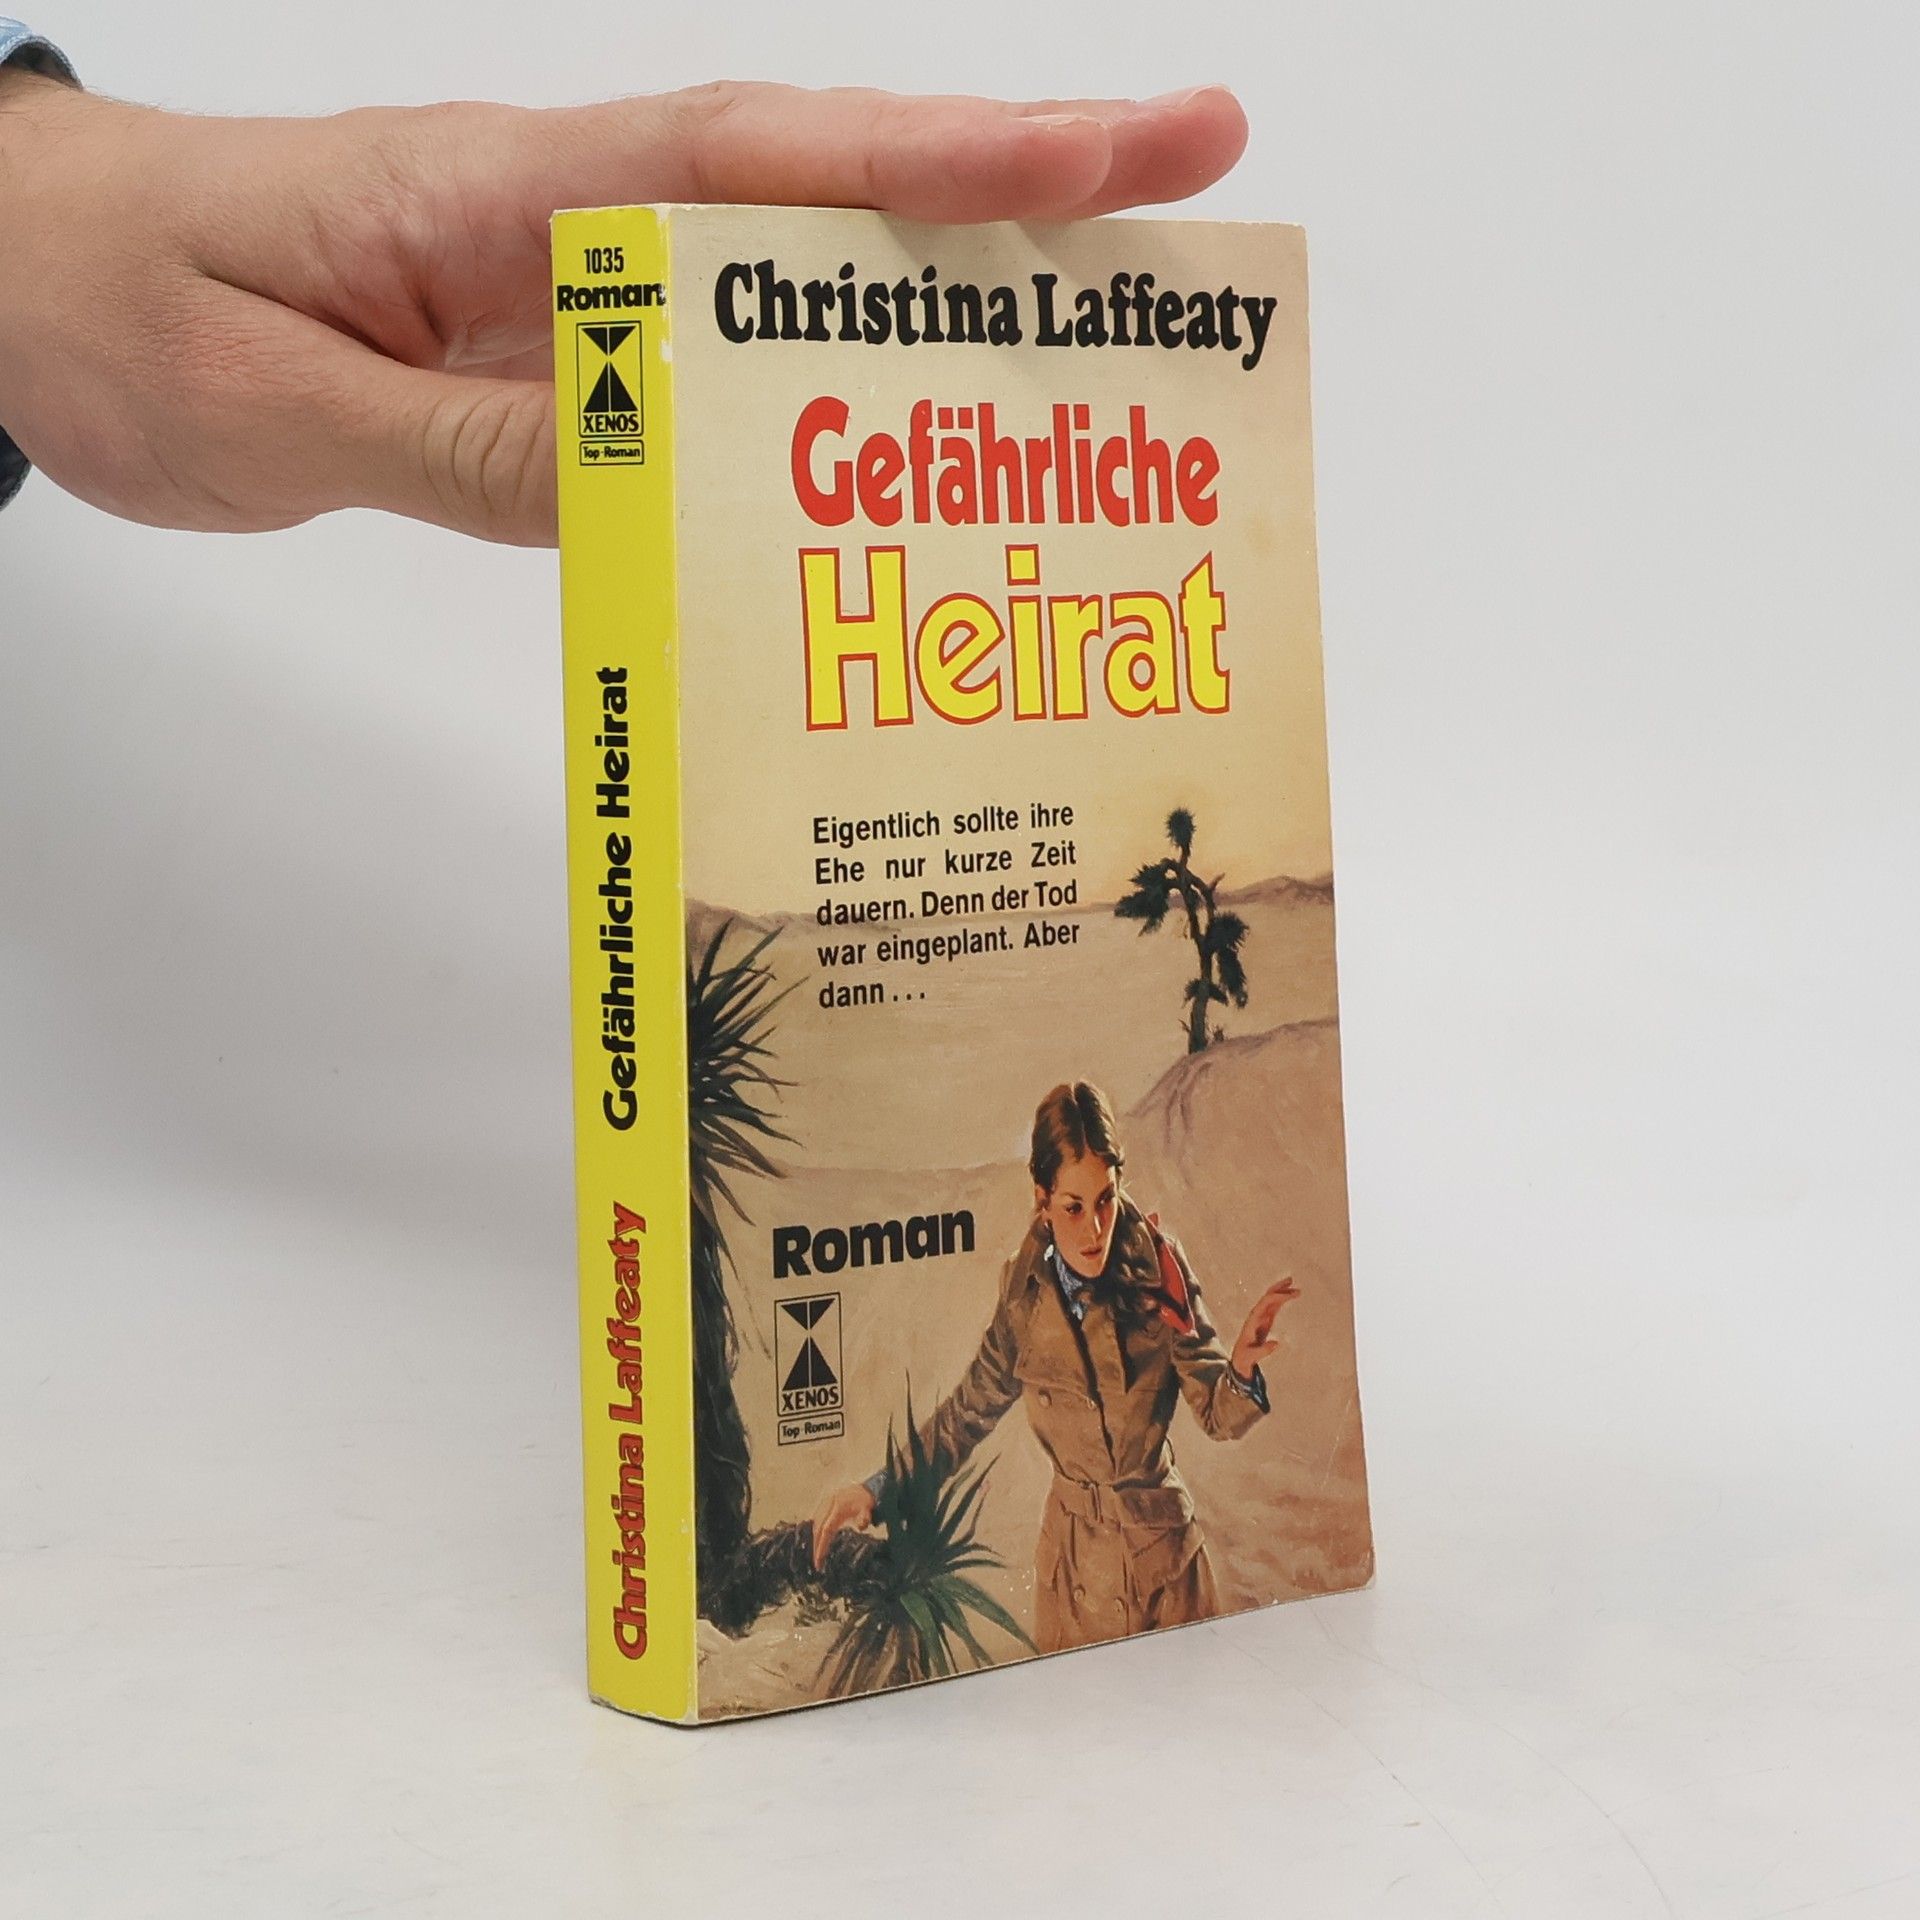 1035
Roman
XENOS
Top-Roman
Gefährliche Heirat
Christina Laffeaty
Christina Laffeaty
Gefährliche
Heirat
Eigentlich sollte ihre
Ehe nur kurze Zeit
dauern. Denn der Tod
war eingeplant. Aber
dann ...
Roman
XENOS
Top-Roman